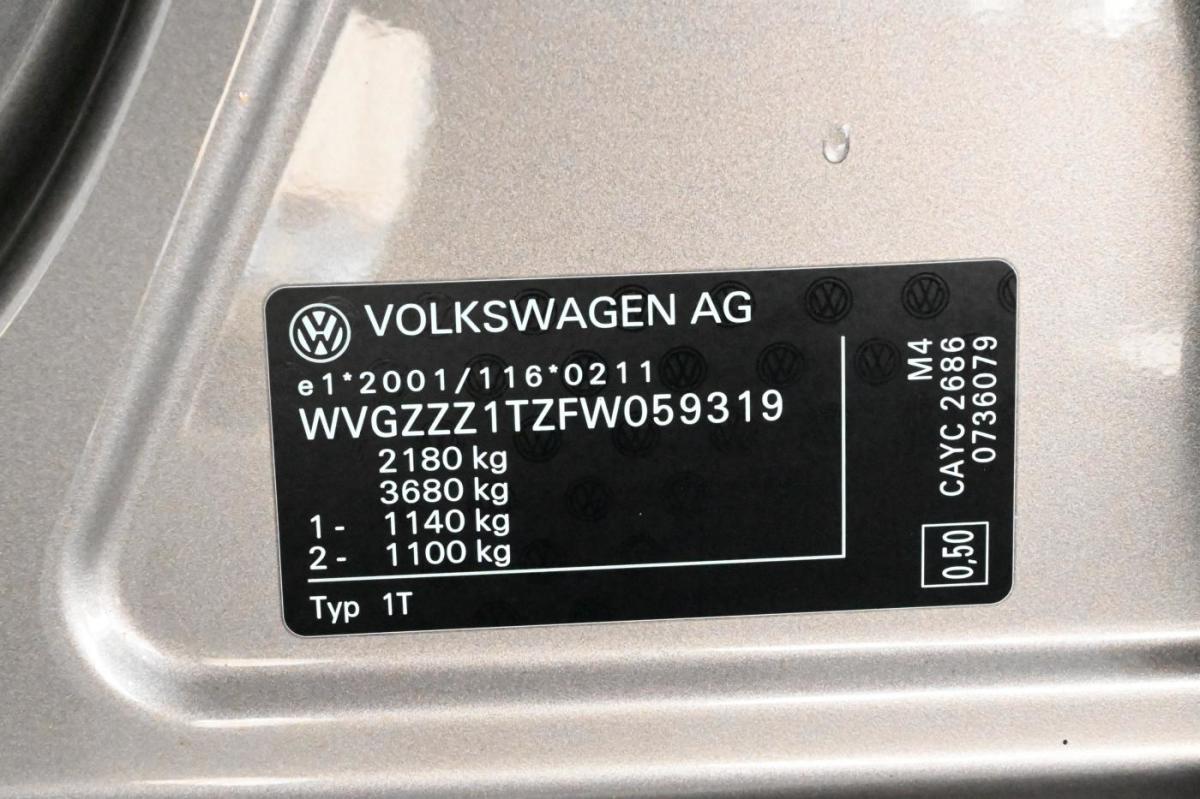 VOLKSWAGEN AG
e1*2001/116*0211
WVGZZZ1TZFW059319
2180 kg
3680 kg
1- 1140 kg
2- 1100 kg
Typ 1T
M4
CAYC 2686
0736079
0,50